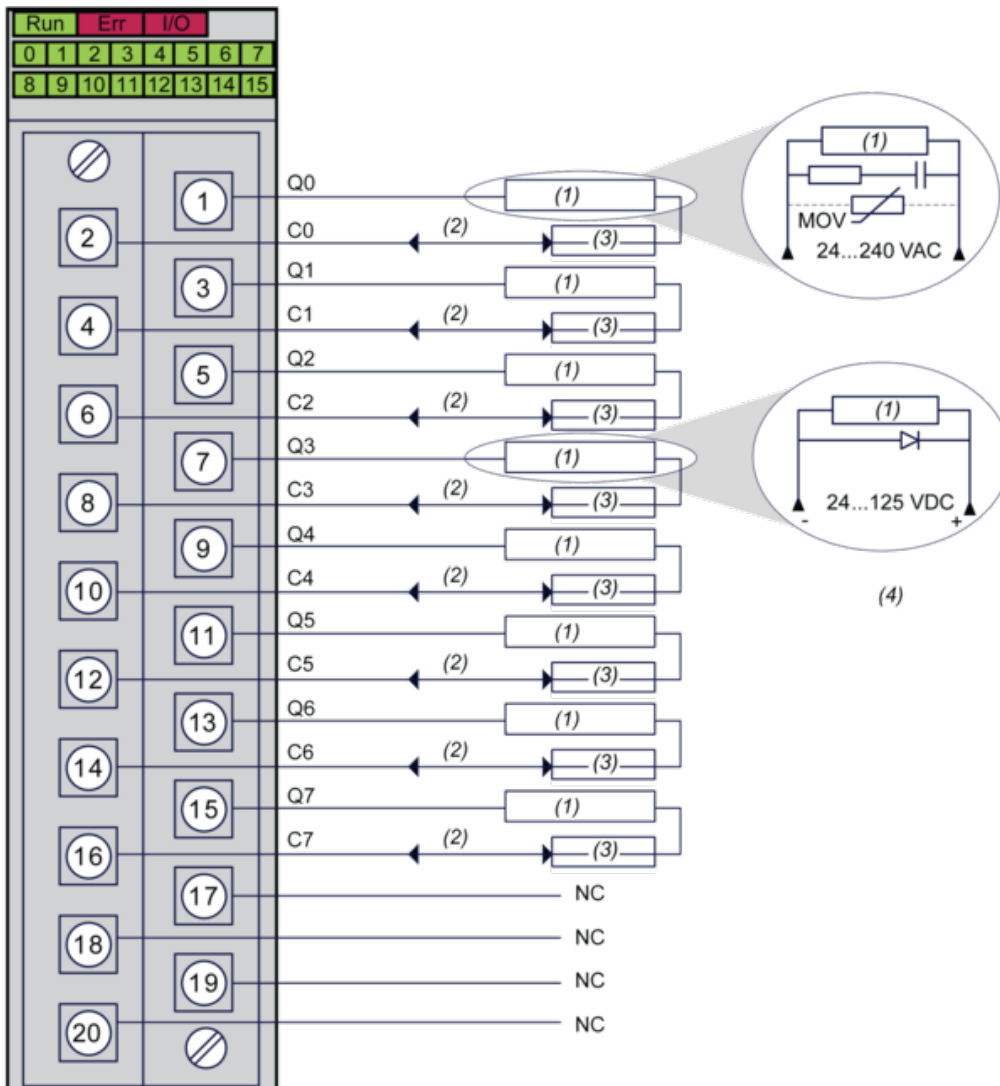 Run Err I/O
0 1 2 3 4 5 6 7
8 9 10 11 12 13 14 15
1 Q0 (1)
2 C0 (2) (3)
3 Q1 (1)
4 C1 (2) (3)
5 Q2 (1)
6 C2 (2) (3)
7 Q3 (1)
8 C3 (2) (3)
9 Q4 (1)
10 C4 (2) (3)
11 Q5 (1)
12 C5 (2) (3)
13 Q6 (1)
14 C6 (2) (3)
15 Q7 (1)
16 C7 (2) (3)
17 NC
18 NC
19 NC
20 NC
(1)
MOV
24...240 VAC
(1)
24...125 VDC
- +
(4)